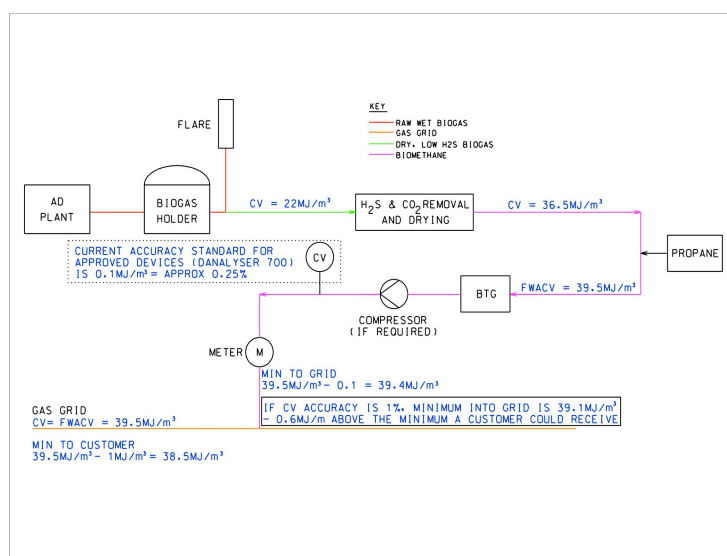 FLARE
KEY
RAW WET BIOGAS
GAS GRID
DRY, LOW H2S BIOGAS
BIOMETHANE
AD
PLANT
BIOGAS
HOLDER
CV = 22MJ/m³
H₂S & CO₂REMOVAL
AND DRYING
CV = 36.5MJ/m³
PROPANE
CURRENT ACCURACY STANDARD FOR
APPROVED DEVICES (DANALYSER 700)
IS 0.1MJ/m³= APPROX 0.25%
CV
COMPRESSOR
(IF REQUIRED)
BTG
FWACV = 39.5MJ/m³
METER
M
MIN TO GRID
39.5MJ/m³- 0.1 = 39.4MJ/m³
IF CV ACCURACY IS 1%, MINIMUM INTO GRID IS 39.1MJ/m³
- 0.6MJ/m ABOVE THE MINIMUM A CUSTOMER COULD RECEIVE
GAS GRID
CV= FWACV = 39.5MJ/m³
MIN TO CUSTOMER
39.5MJ/m³- 1MJ/m³= 38.5MJ/m³